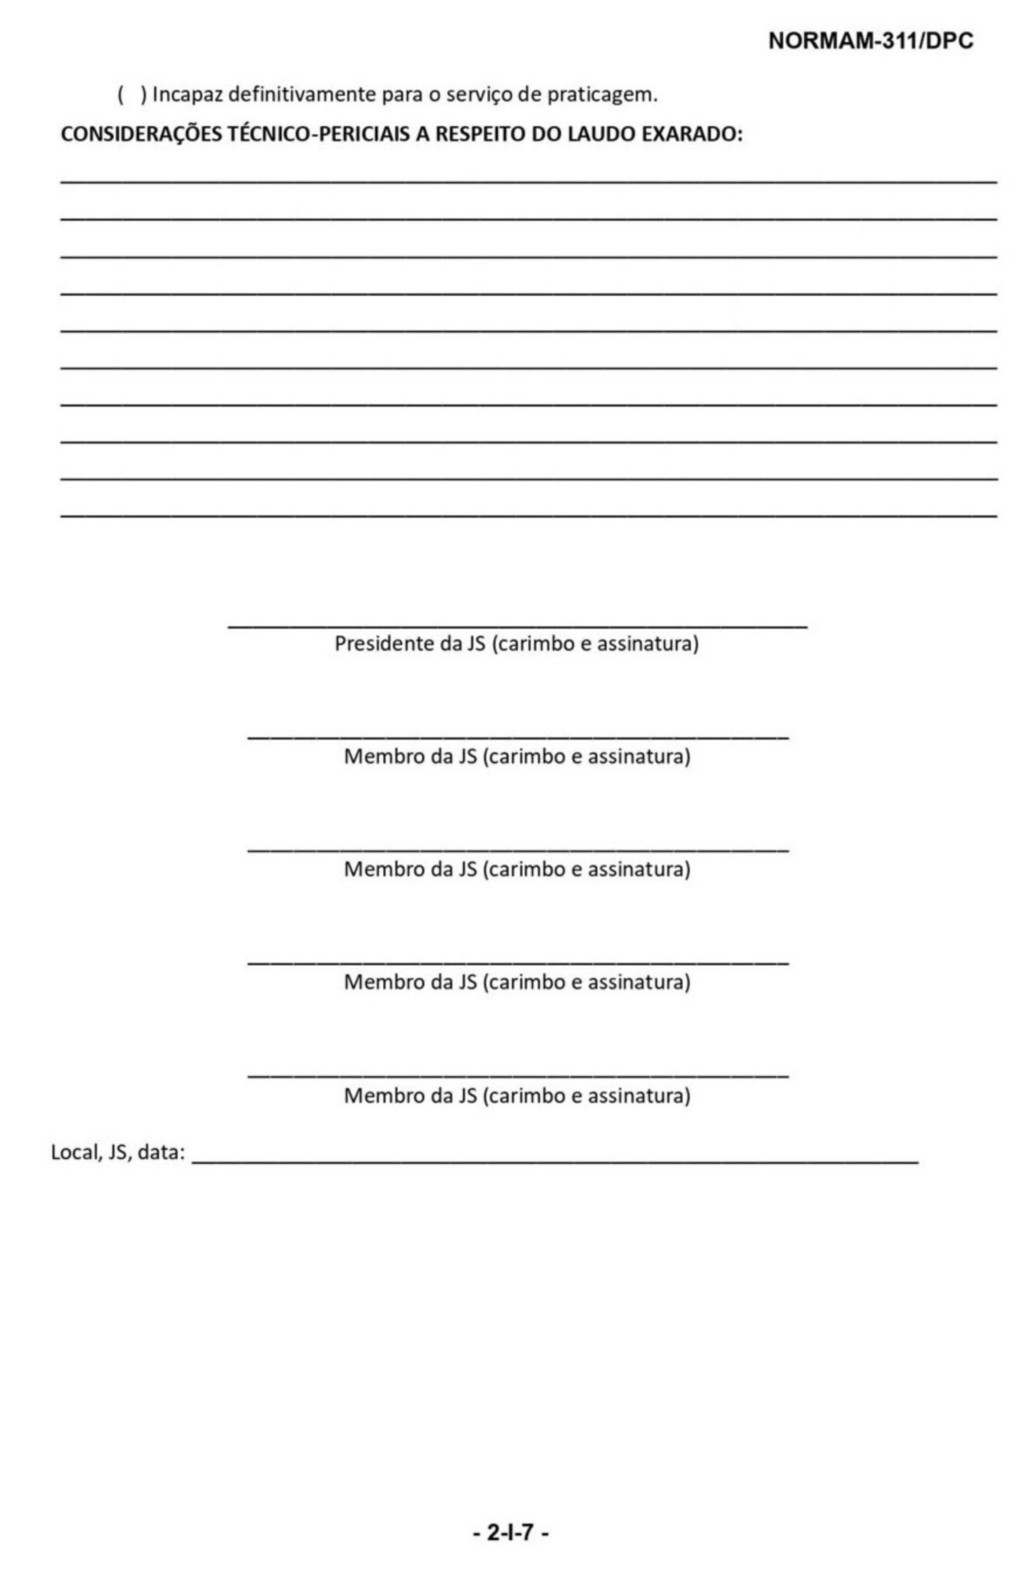 NORMAM-311/DPC
( ) Incapaz definitivamente para o serviço de praticagem.
CONSIDERAÇÕES TÉCNICO-PERICIAIS A RESPEITO DO LAUDO EXARADO:
Presidente da JS (carimbo e assinatura)
Membro da JS (carimbo e assinatura)
Membro da JS (carimbo e assinatura)
Membro da JS (carimbo e assinatura)
Membro da JS (carimbo e assinatura)
Local, JS, data:
- 2-I-7 -